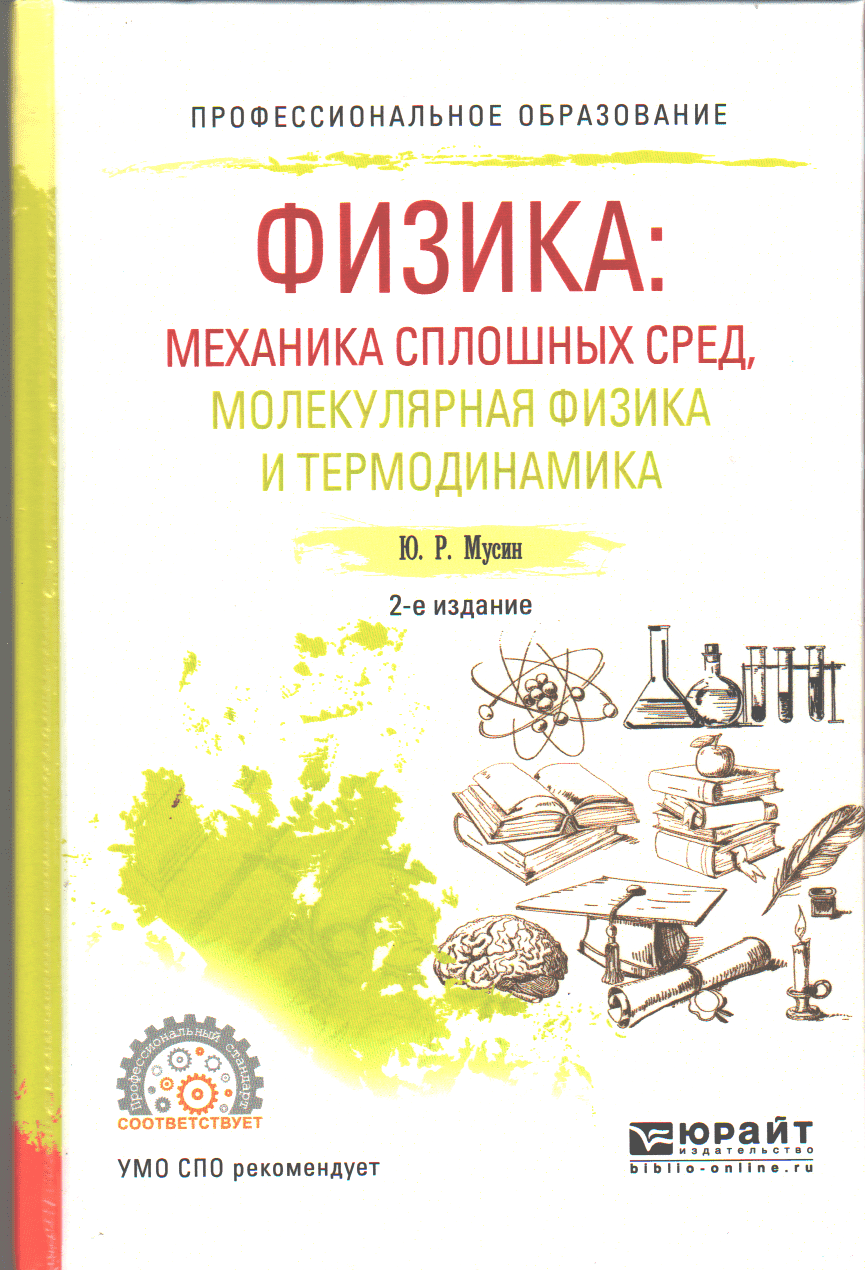 ПРОФЕССИОНАЛЬНОЕ ОБРАЗОВАНИЕ
ФИЗИКА:
МЕХАНИКА СПЛОШНЫХ СРЕД,
МОЛЕКУЛЯРНАЯ ФИЗИКА
И ТЕРМОДИНАМИКА
Ю. Р. Мусин
2-е издание
профессиональный стандарт
СООТВЕТСТВУЕТ
УМО СПО рекомендует
юрайт
издательство
biblio-online.ru